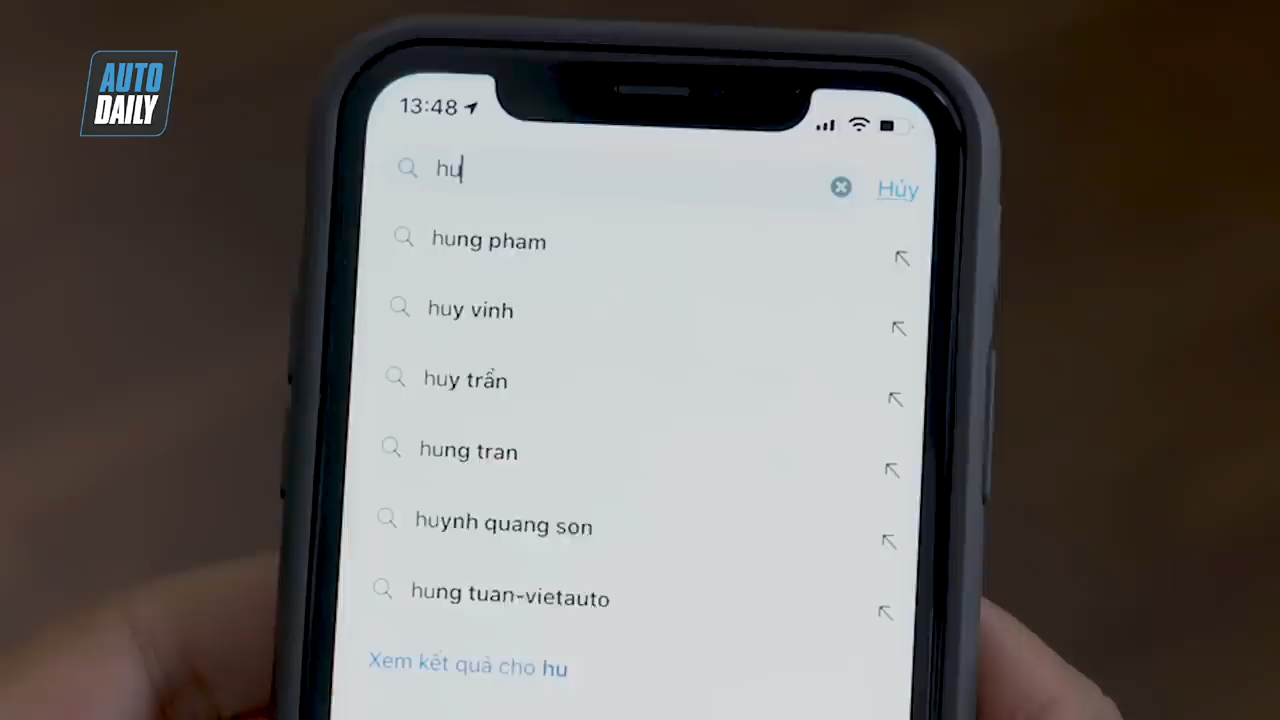 AUTO
DAILY
13:48
hu
Hủy
hung pham
huy vinh
huy trần
hung tran
huynh quang son
hung tuan-vietauto
Xem kết quả cho hu